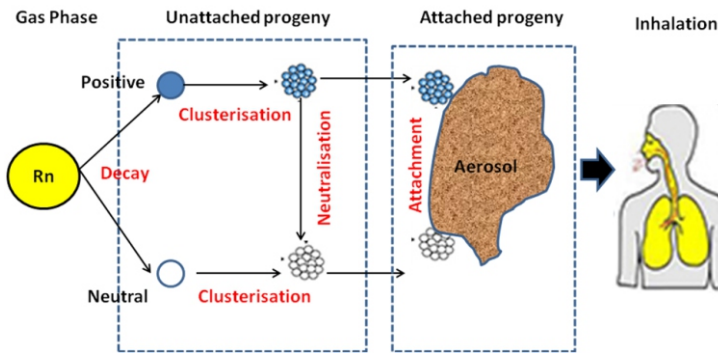 Gas Phase
Unattached progeny
Attached progeny
Inhalation
Positive
Clusterisation
Rn
Decay
Neutralisation
Attachment
Aerosol
Neutral
Clusterisation